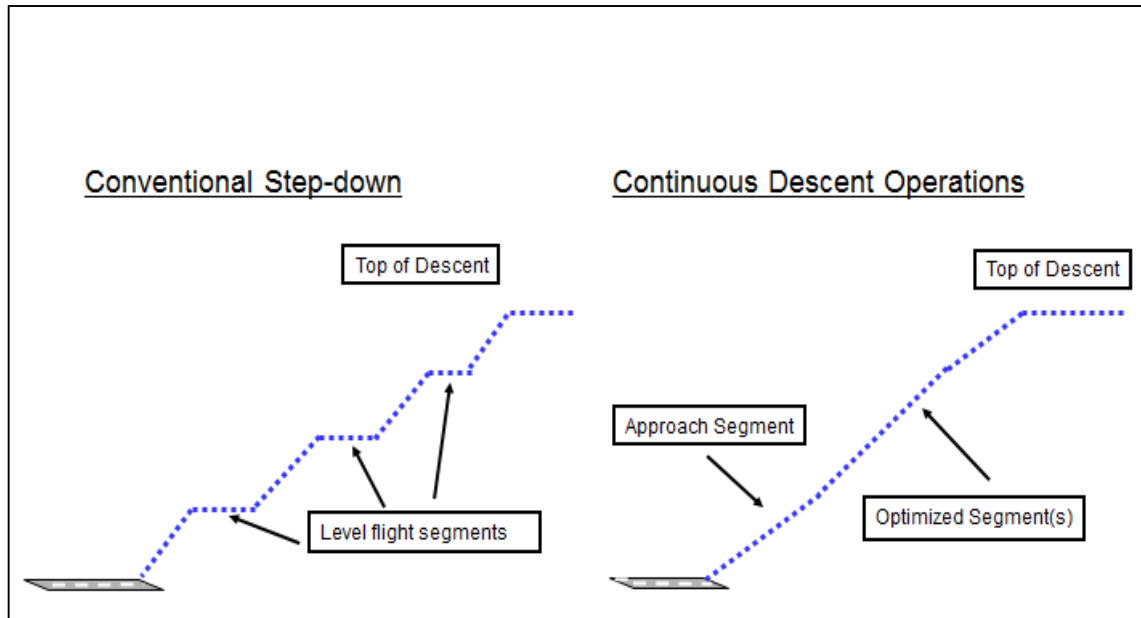 Conventional Step-down
Top of Descent
Level flight segments
Continuous Descent Operations
Top of Descent
Approach Segment
Optimized Segment(s)